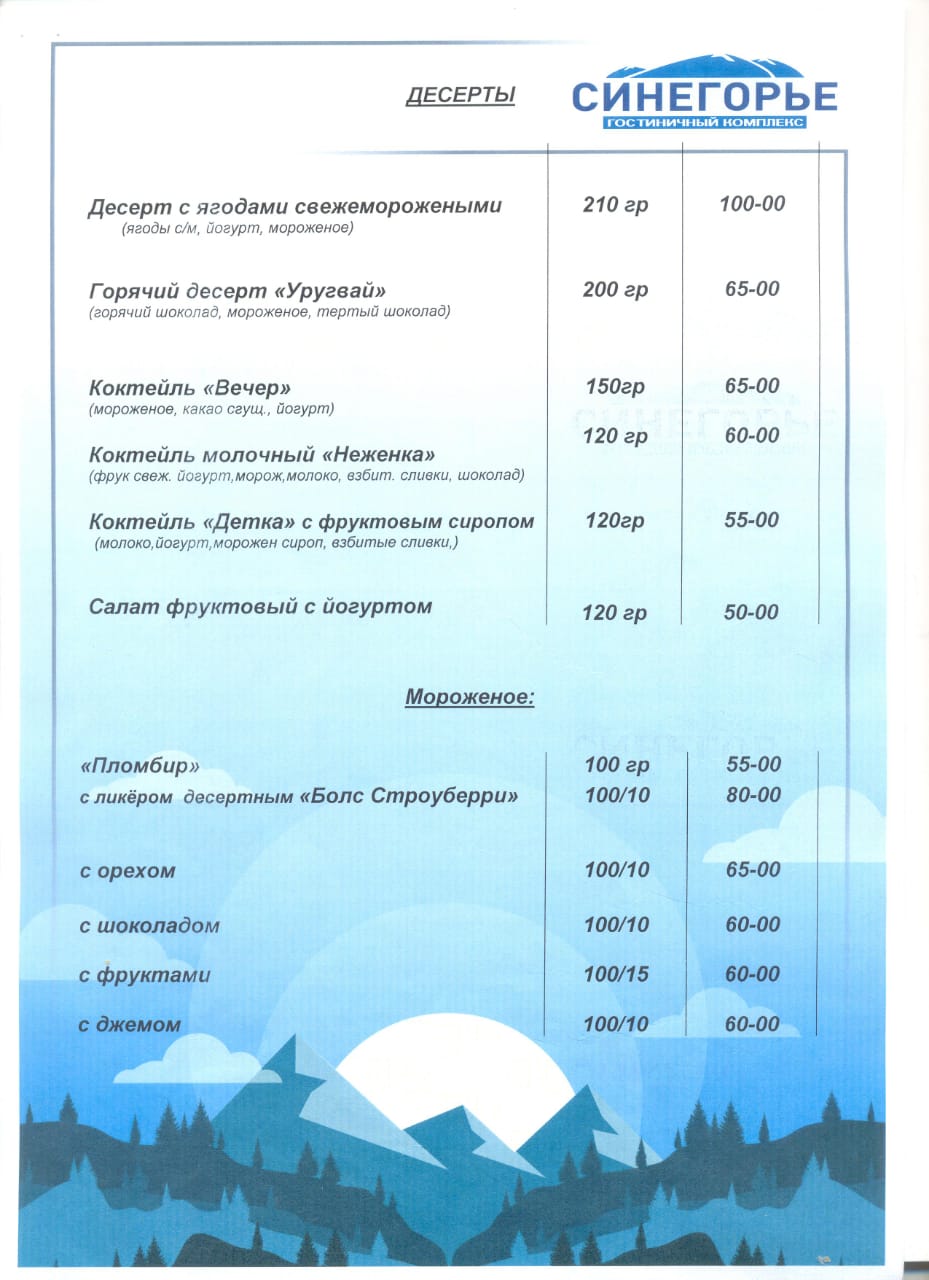 ДЕСЕРТЫ
СИНЕГОРЬЕ
ГОСТИНИЧНЫЙ КОМПЛЕКС
Десерт с ягодами свежеморожеными 210 гр 100-00
(ягоды с/м, йогурт, мороженое)
Горячий десерт «Уругвай» 200 гр 65-00
(горячий шоколад, мороженое, тертый шоколад)
Коктейль «Вечер» 150гр 65-00
(мороженое, какао сгущ., йогурт)
120 гр 60-00
Коктейль молочный «Неженка»
(фрук свеж. йогурт,морож,молоко, взбит. сливки, шоколад)
Коктейль «Детка» с фруктовым сиропом 120гр 55-00
(молоко,йогурт,морожен сироп, взбитые сливки,)
Салат фруктовый с йогуртом 120 гр 50-00
Мороженое:
«Пломбир» 100 гр 55-00
с ликёром десертным «Болс Строуберри» 100/10 80-00
с орехом 100/10 65-00
с шоколадом 100/10 60-00
с фруктами 100/15 60-00
с джемом 100/10 60-00